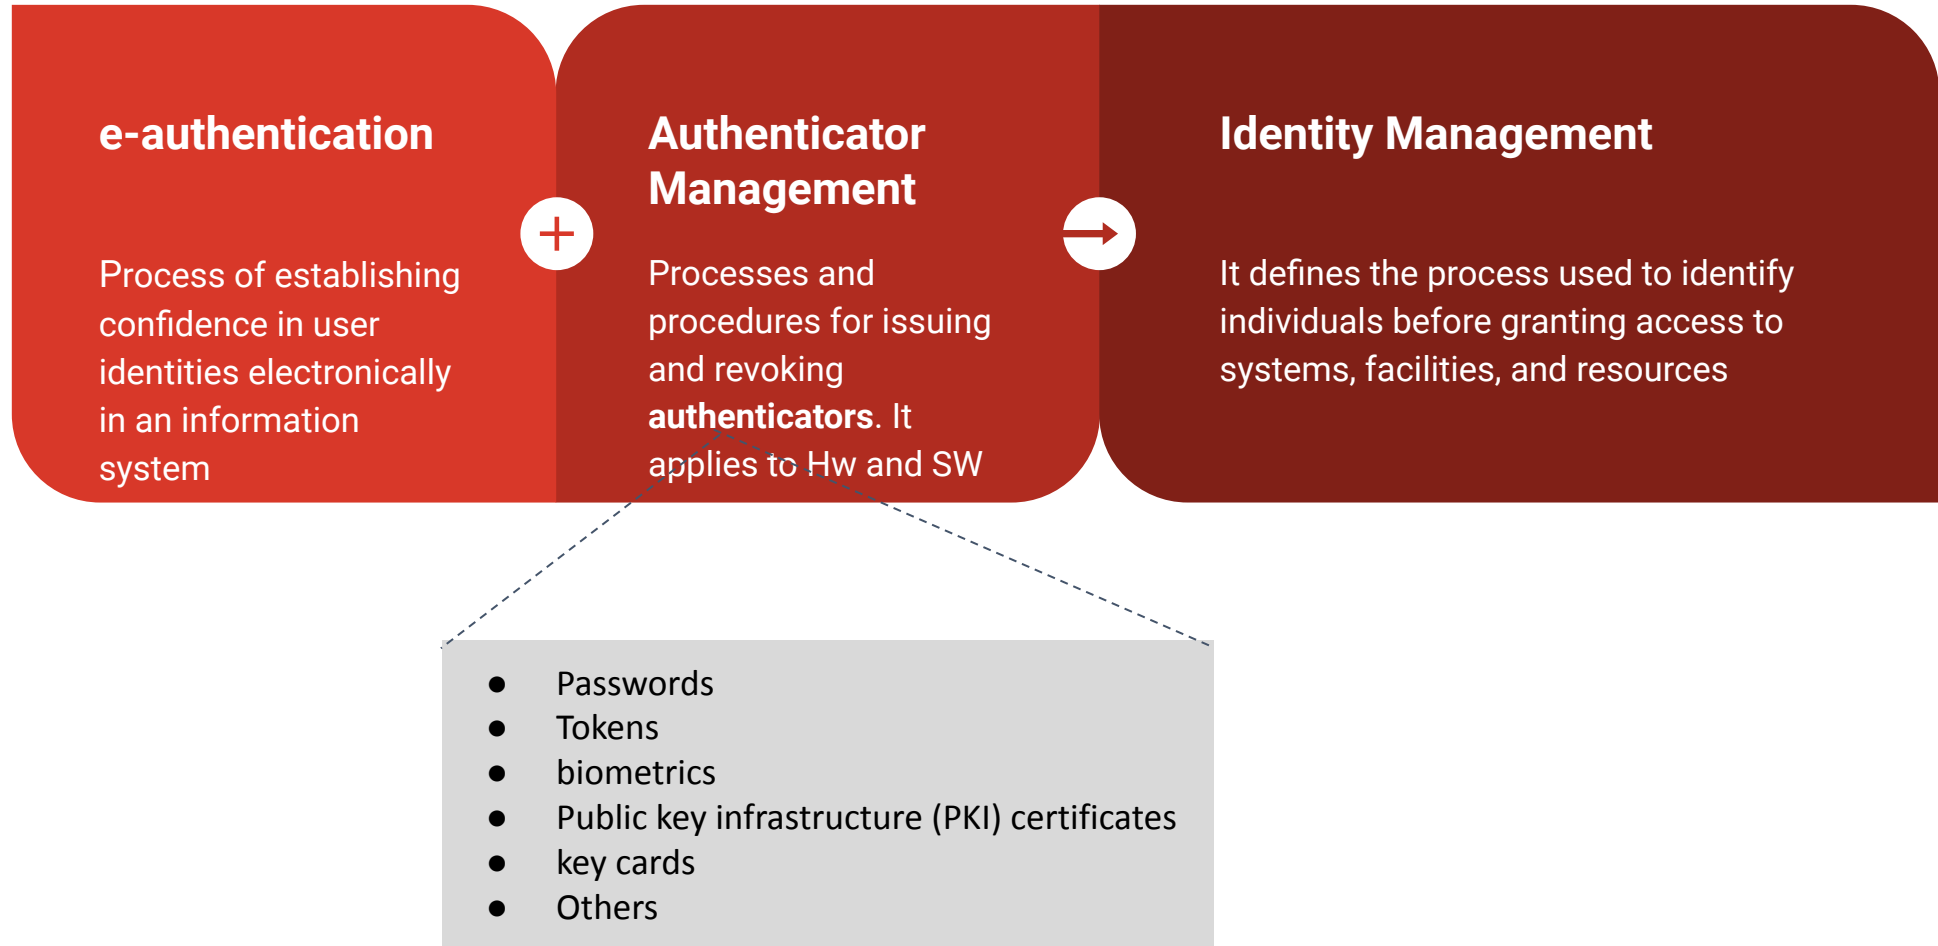 e-authentication
Process of establishing
confidence in user
identities electronically
in an information
system
Authenticator
Management
Processes and
procedures for issuing
and revoking
authenticators. It
applies to Hw and SW
Identity Management
It defines the process used to identify
individuals before granting access to
systems, facilities, and resources
● Passwords
● Tokens
● biometrics
● Public key infrastructure (PKI) certificates
● key cards
● Others